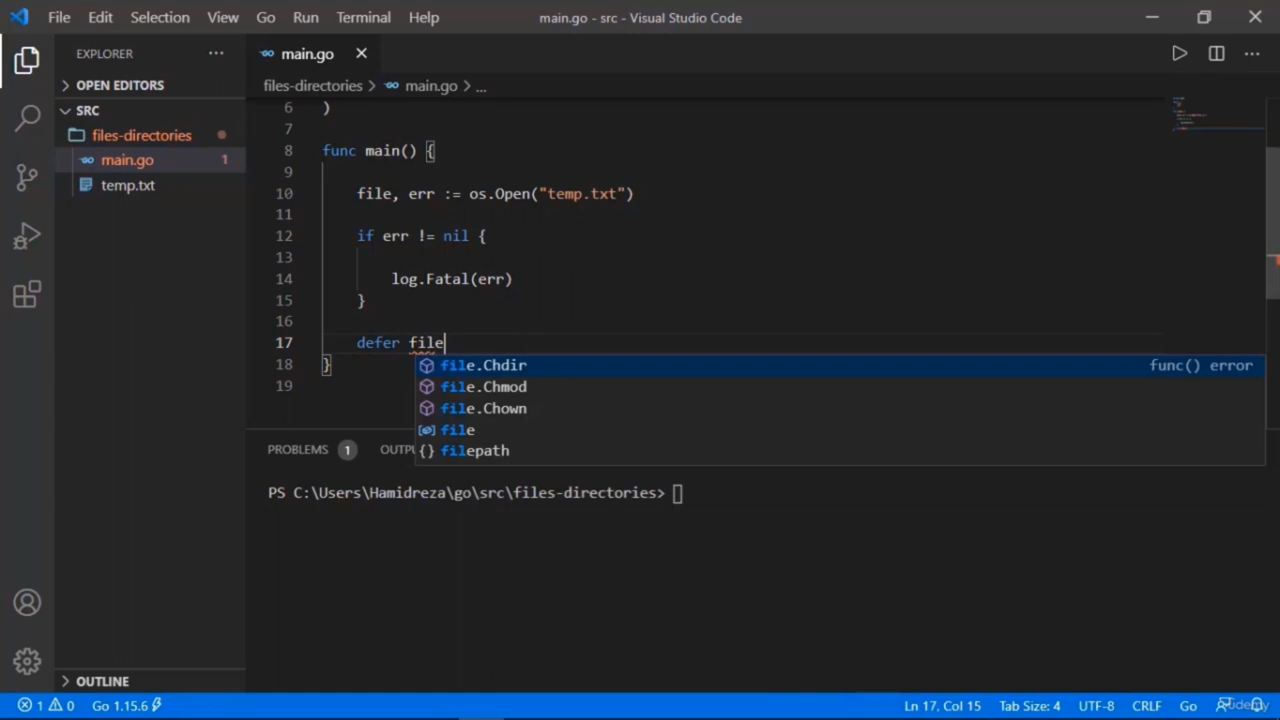 File Edit Selection View Go Run Terminal Help main.go - src - Visual Studio Code
EXPLORER
main.go
OPEN EDITORS
files-directories > main.go > ...
SRC
files-directories
main.go 1
temp.txt
6 )
7
8 func main() {
9
10 file, err := os.Open("temp.txt")
11
12 if err != nil {
13
14 log.Fatal(err)
15 }
16
17 defer file
18 }
19
file.Chdir func() error
file.Chmod
file.Chown
file
filepath
PROBLEMS 1 OUTPU
PS C:\Users\Hamidreza\go\src\files-directories>
OUTLINE
1 0 Go 1.15.6 Ln 17, Col 15 Tab Size: 4 UTF-8 CRLF Go